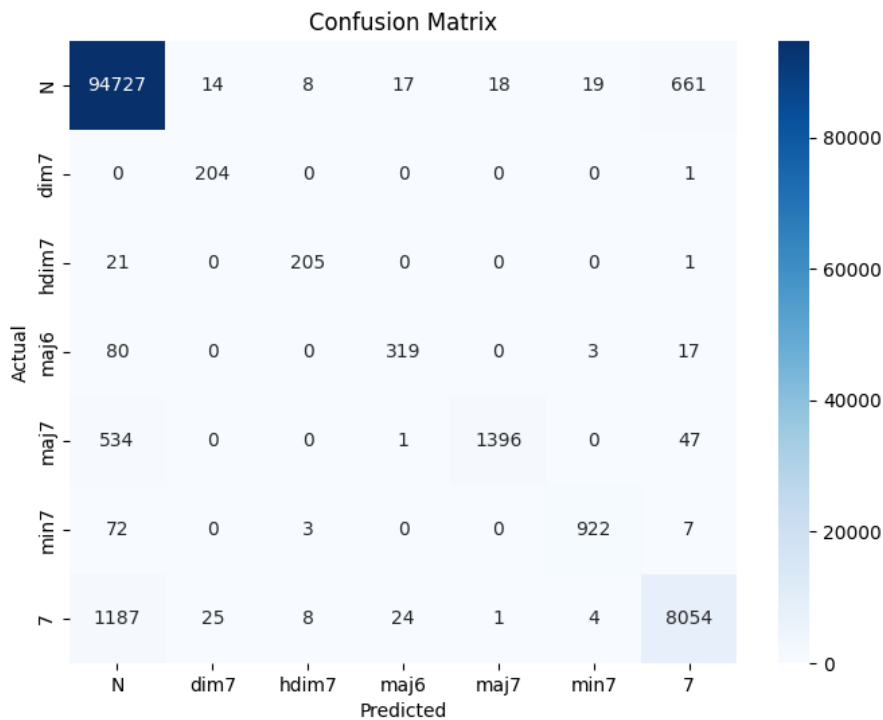 Confusion Matrix
N 94727 14 8 17 18 19 661
dim7 0 204 0 0 0 0 1
hdim7 21 0 205 0 0 0 1
maj6 80 0 0 319 0 3 17
maj7 534 0 0 1 1396 0 47
min7 72 0 3 0 0 922 7
7 1187 25 8 24 1 4 8054
N dim7 hdim7 maj6 maj7 min7 7
Predicted
Actual
80000
60000
40000
20000
0